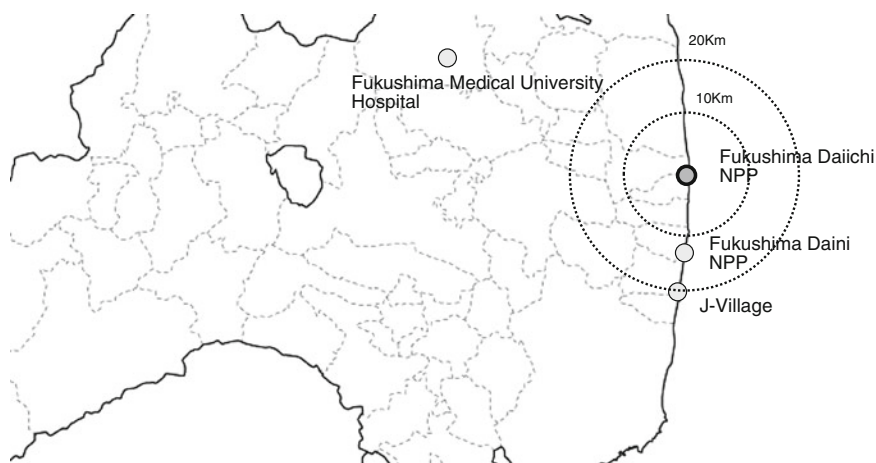 20Km
Fukushima Medical University
Hospital
10Km
Fukushima Daiichi
NPP
Fukushima Daini
NPP
J-Village